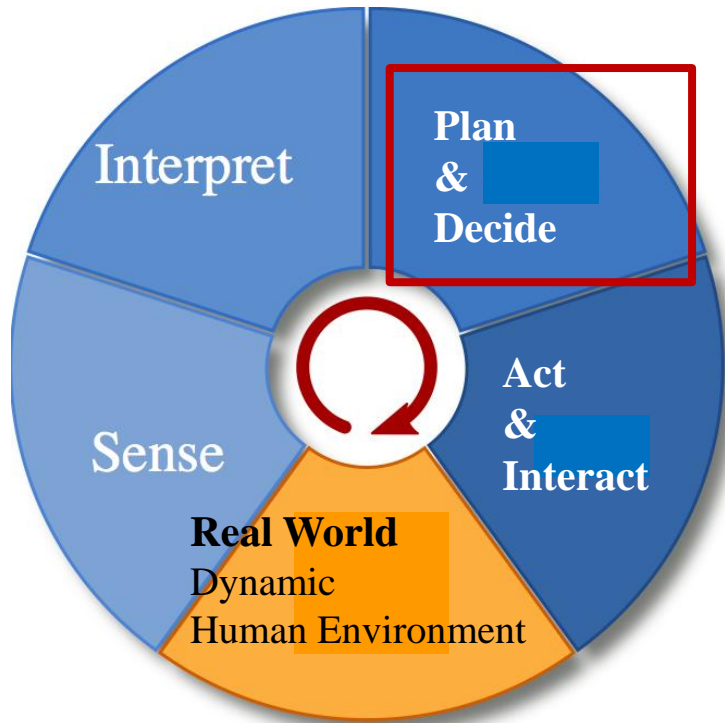 Interpret
Plan
&
Decide
Sense
Act
&
Interact
Real World
Dynamic
Human Environment